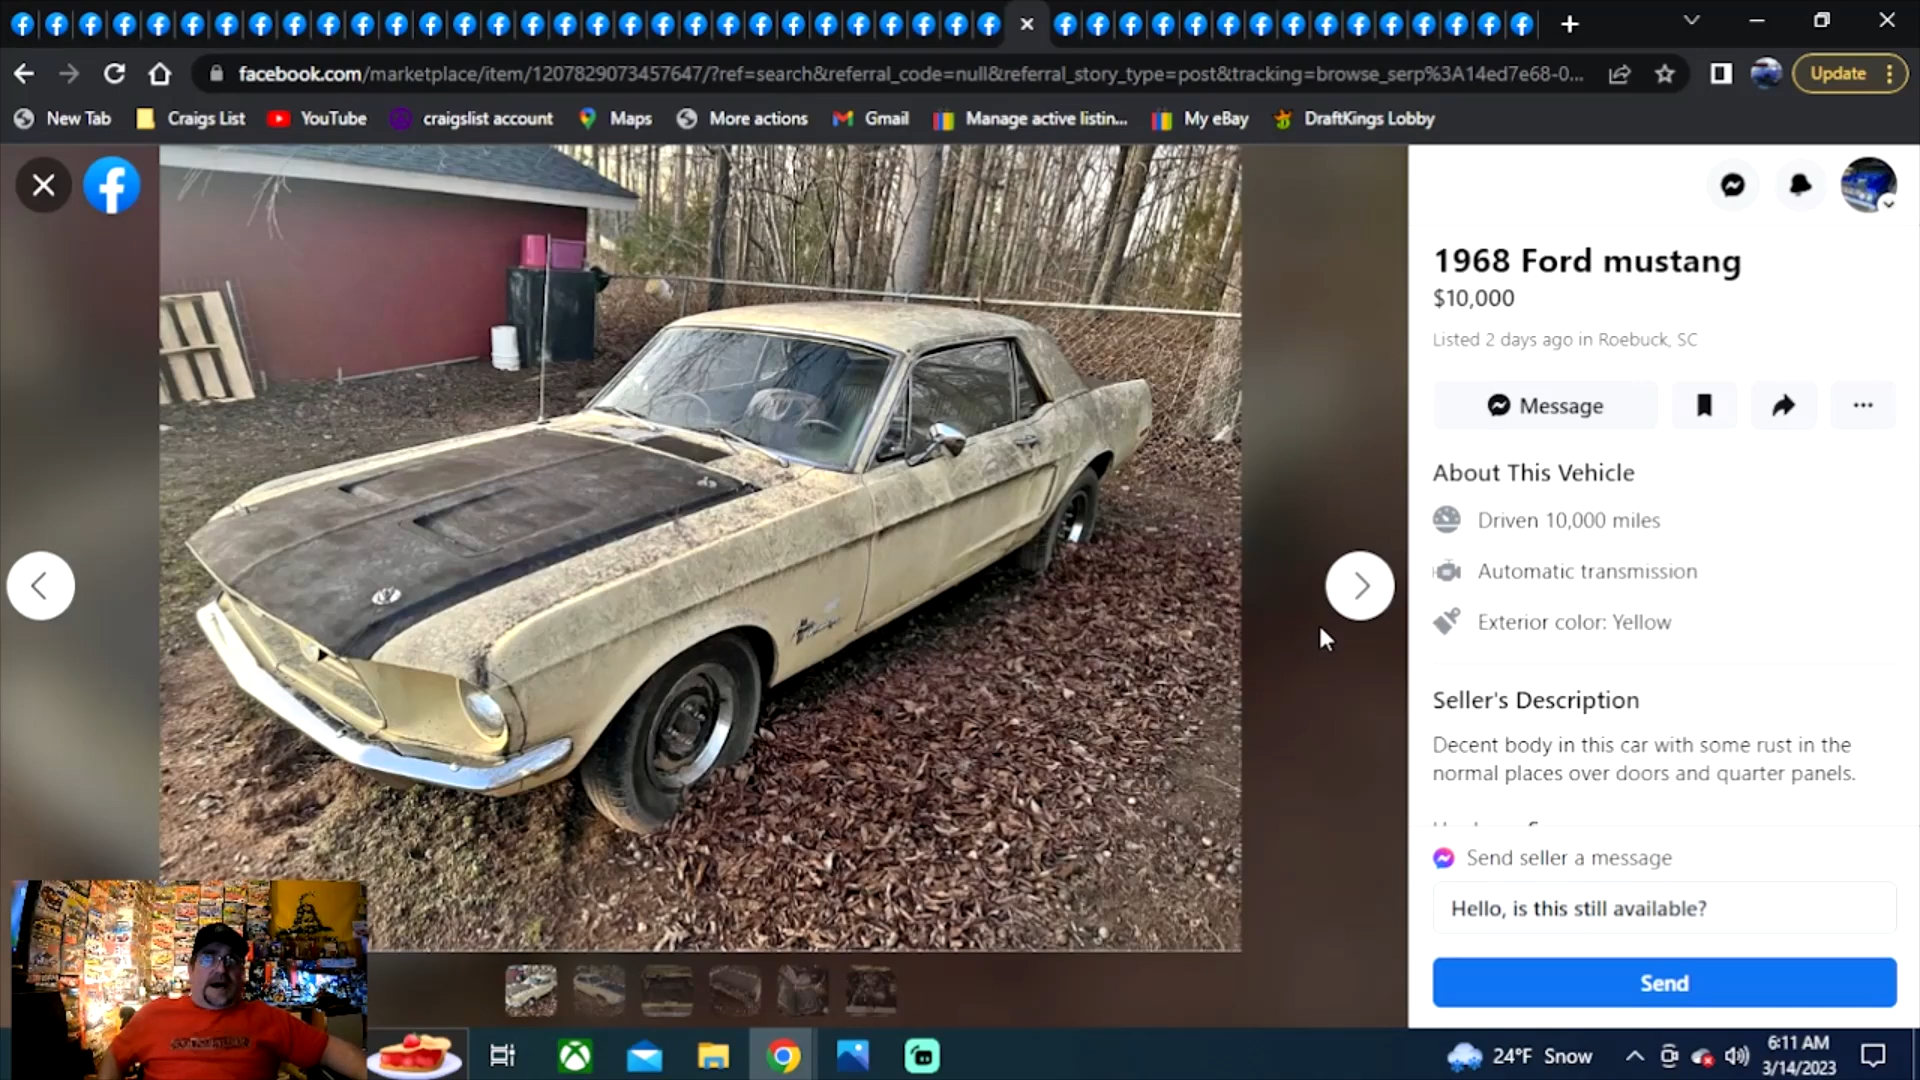 facebook.com/marketplace/item/1207829073457647/?ref=search&referral_code=null&referral_story_type=post&tracking=browse_serp%3A14ed7e68-0...
Update
New Tab
Craigs List
YouTube
craigslist account
Maps
More actions
Gmail
Manage active listin...
My eBay
DraftKings Lobby
1968 Ford mustang
$10,000
Listed 2 days ago in Roebuck, SC
Message
About This Vehicle
Driven 10,000 miles
Automatic transmission
Exterior color: Yellow
Seller's Description
Decent body in this car with some rust in the
normal places over doors and quarter panels.
Send seller a message
Hello, is this still available?
Send
24°F Snow
6:11 AM
3/14/2023